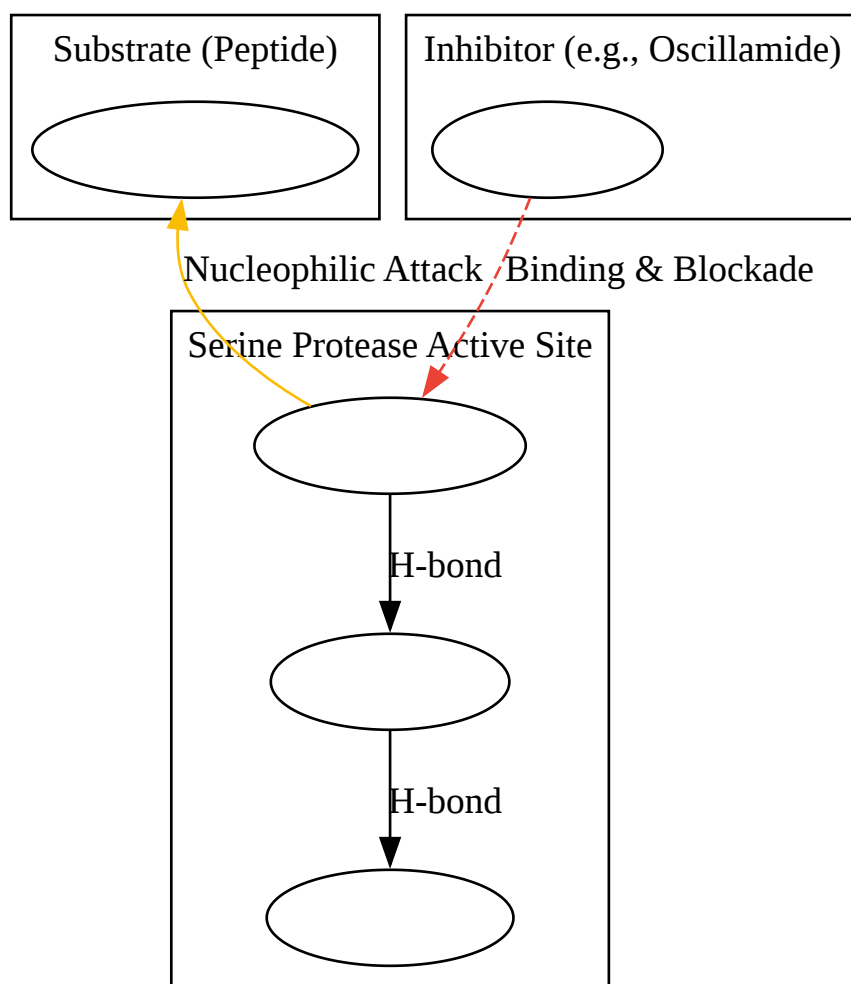 Substrate (Peptide)
Inhibitor (e.g., Oscillamide)
Nucleophilic Attack
Binding & Blockade
Serine Protease Active Site
H-bond
H-bond